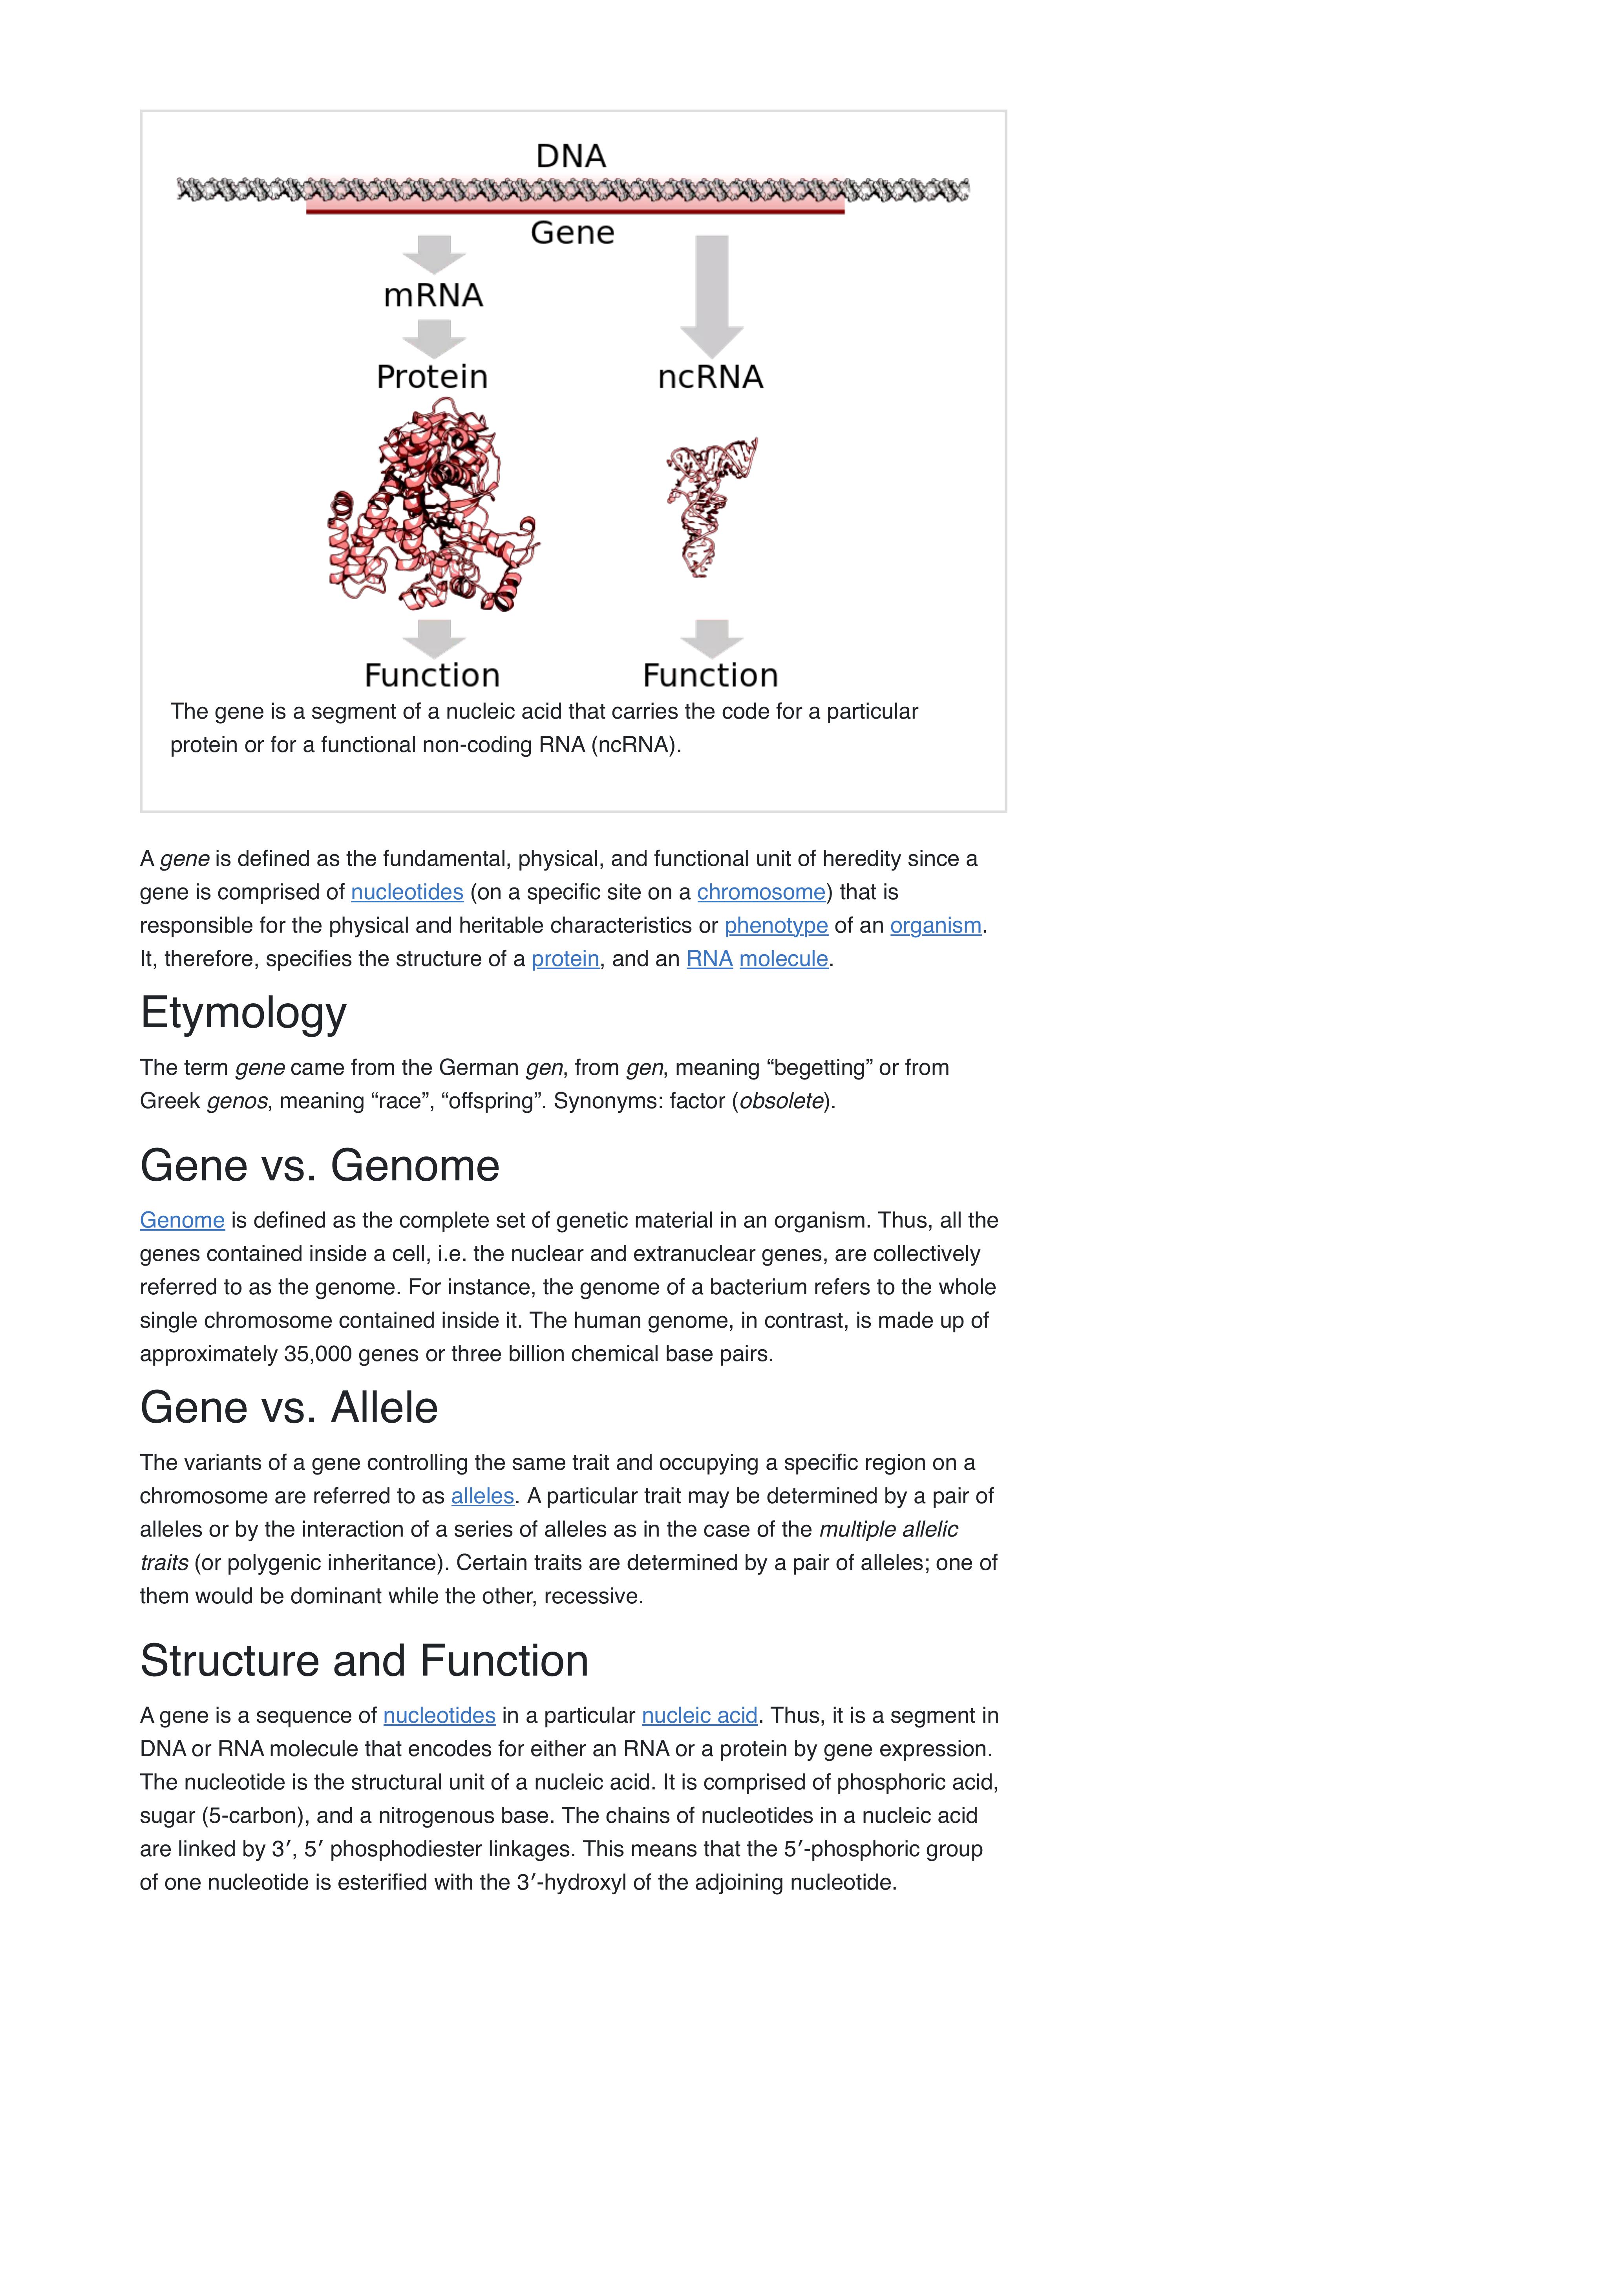 DNA
Gene
mRNA
Protein
ncRNA
Function
Function
The gene is a segment of a nucleic acid that carries the code for a particular
protein or for a functional non-coding RNA (ncRNA).
A gene is defined as the fundamental, physical, and functional unit of heredity since a
gene is comprised of nucleotides (on a specific site on a chromosome) that is
responsible for the physical and heritable characteristics or phenotype of an organism.
It, therefore, specifies the structure of a protein, and an RNA molecule.
Etymology
The term gene came from the German gen, from gen, meaning “begetting” or from
Greek genos, meaning “race”, “offspring”. Synonyms: factor (obsolete).
Gene vs. Genome
Genome is defined as the complete set of genetic material in an organism. Thus, all the
genes contained inside a cell, i.e. the nuclear and extranuclear genes, are collectively
referred to as the genome. For instance, the genome of a bacterium refers to the whole
single chromosome contained inside it. The human genome, in contrast, is made up of
approximately 35,000 genes or three billion chemical base pairs.
Gene vs. Allele
The variants of a gene controlling the same trait and occupying a specific region on a
chromosome are referred to as alleles. A particular trait may be determined by a pair of
alleles or by the interaction of a series of alleles as in the case of the multiple allelic
traits (or polygenic inheritance). Certain traits are determined by a pair of alleles; one of
them would be dominant while the other, recessive.
Structure and Function
A gene is a sequence of nucleotides in a particular nucleic acid. Thus, it is a segment in
DNA or RNA molecule that encodes for either an RNA or a protein by gene expression.
The nucleotide is the structural unit of a nucleic acid. It is comprised of phosphoric acid,
sugar (5-carbon), and a nitrogenous base. The chains of nucleotides in a nucleic acid
are linked by 3′, 5′ phosphodiester linkages. This means that the 5′-phosphoric group
of one nucleotide is esterified with the 3′-hydroxyl of the adjoining nucleotide.